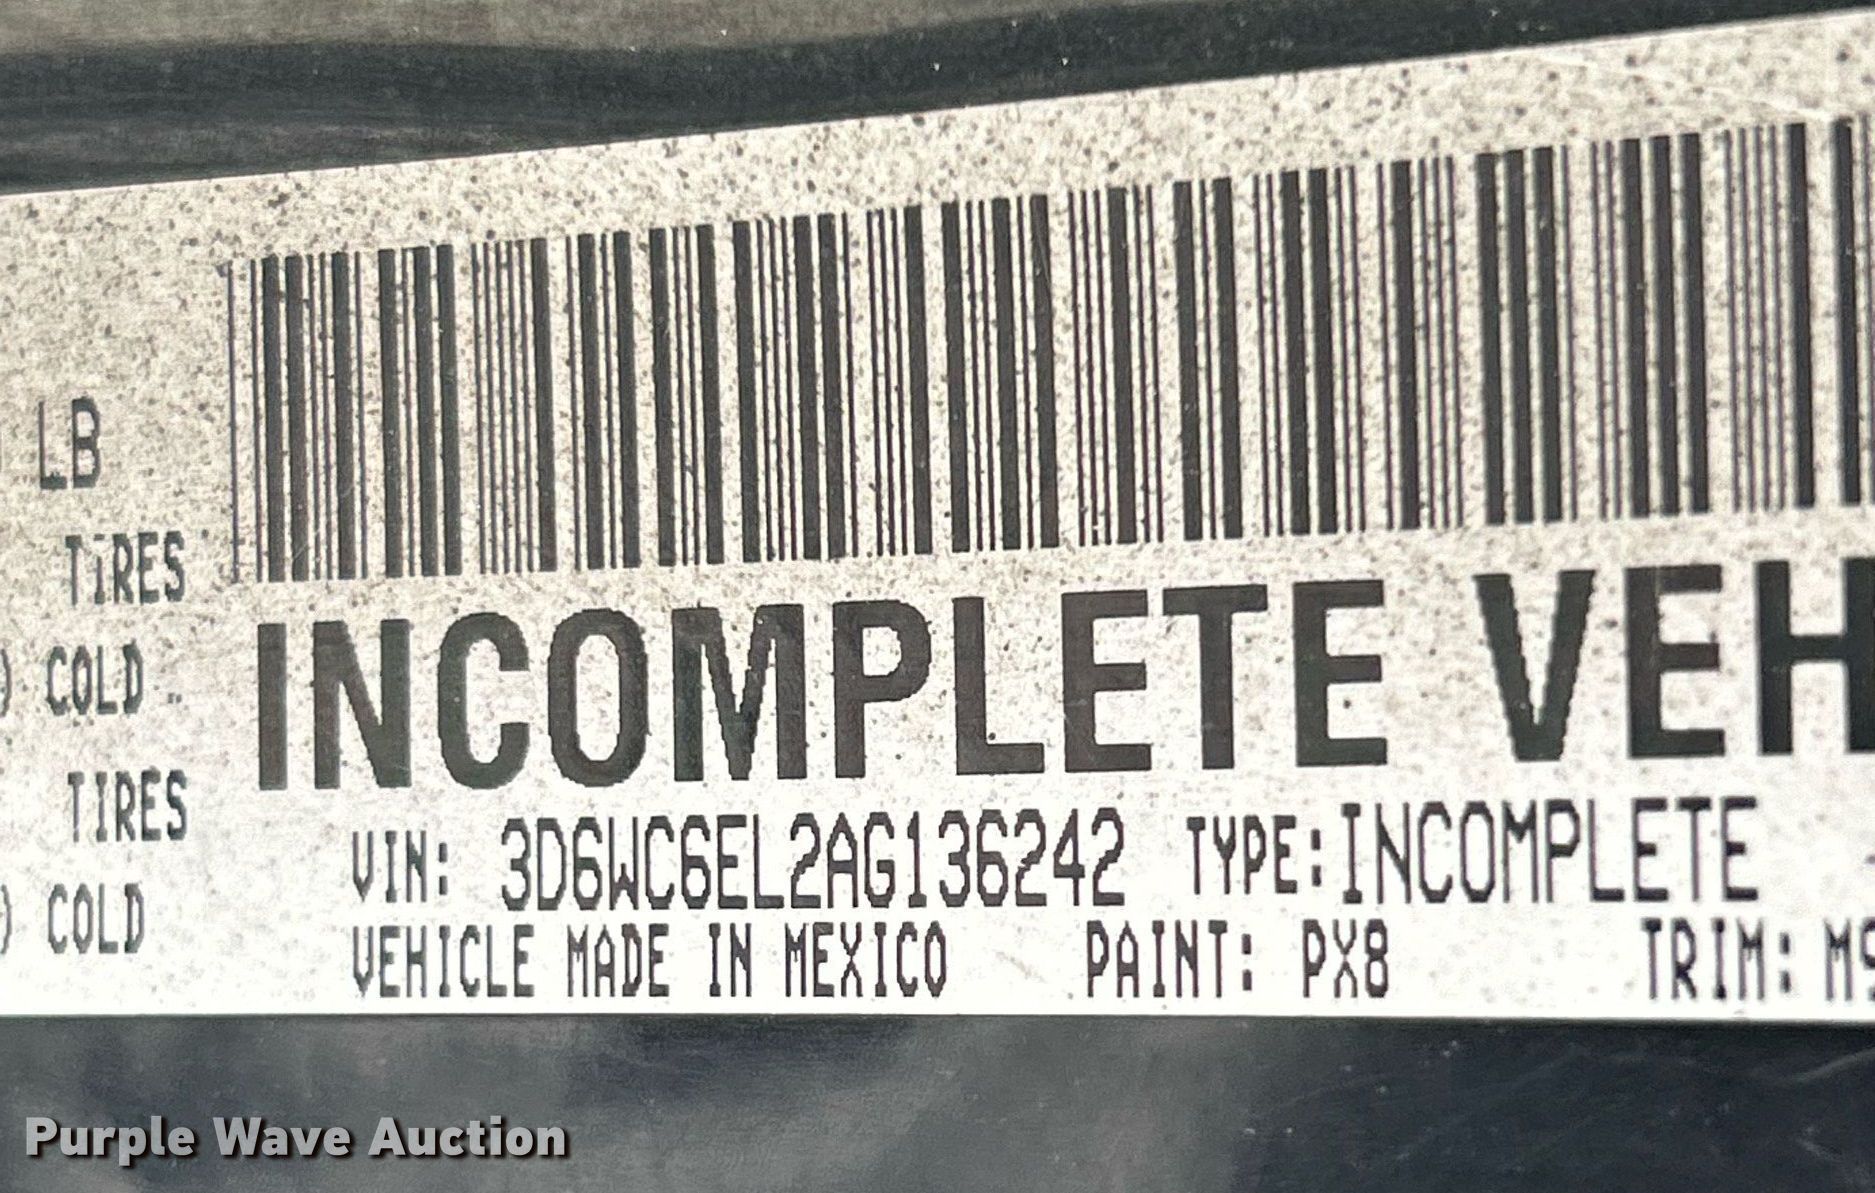 LB
TIRES
) COLD
TIRES
) COLD
INCOMPLETE VEH
VIN: 3D6WC6EL2AG136242 TYPE:INCOMPLETE
VEHICLE MADE IN MEXICO PAINT: PX8 TRIM: M9
Purple Wave Auction